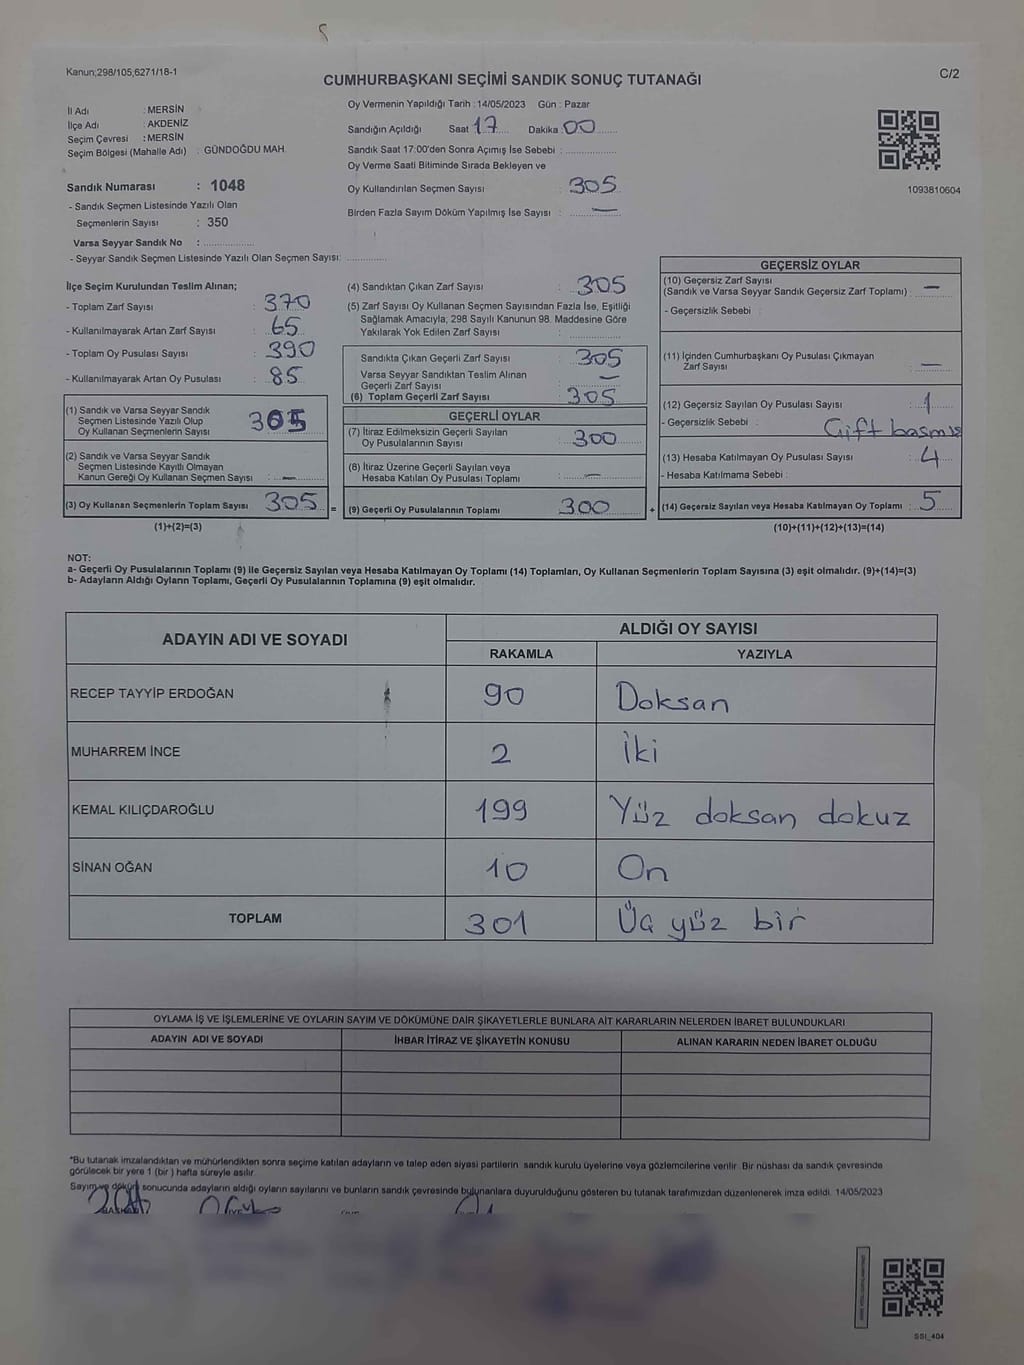 Kanun;298/105,6271/18-1
C/2
CUMHURBAŞKANI SEÇİMİ SANDIK SONUÇ TUTANAĞI
İl Adı : MERSİN
İlçe Adı : AKDENİZ
Seçim Çevresi : MERSİN
Seçim Bölgesi (Mahalle Adı) : GÜNDOĞDU MAH.
Oy Vermenin Yapıldığı Tarih : 14/05/2023 Gün : Pazar
Sandığın Açıldığı Saat 17 Dakika : 00
Sandık Saat 17:00'den Sonra Açımış İse Sebebi :
Oy Verme Saati Bitiminde Sırada Bekleyen ve
Oy Kullandırılan Seçmen Sayısı : 305
Birden Fazla Sayım Döküm Yapılmış İse Sayısı : —
1093810604
Sandık Numarası : 1048
- Sandık Seçmen Listesinde Yazılı Olan
Seçmenlerin Sayısı : 350
Varsa Seyyar Sandık No :
- Seyyar Sandık Seçmen Listesinde Yazılı Olan Seçmen Sayısı:
İlçe Seçim Kurulundan Teslim Alınan;
- Toplam Zarf Sayısı : 370
- Kullanılmayarak Artan Zarf Sayısı : 65
- Toplam Oy Pusulası Sayısı : 390
- Kullanılmayarak Artan Oy Pusulası : 85
(1) Sandık ve Varsa Seyyar Sandık
Seçmen Listesinde Yazılı Olup
Oy Kullanan Seçmenlerin Sayısı 305
(2) Sandık ve Varsa Seyyar Sandık
Seçmen Listesinde Kayıtlı Olmayan
Kanun Gereği Oy Kullanan Seçmen Sayısı : —
(3) Oy Kullanan Seçmenlerin Toplam Sayısı 305
(1)+(2)=(3)
(4) Sandıktan Çıkan Zarf Sayısı : 305
(5) Zarf Sayısı Oy Kullanan Seçmen Sayısından Fazla İse, Eşitliği
Sağlamak Amacıyla; 298 Sayılı Kanunun 98. Maddesine Göre
Yakılarak Yok Edilen Zarf Sayısı :
Sandıkta Çıkan Geçerli Zarf Sayısı : 305
Varsa Seyyar Sandıktan Teslim Alınan
Geçerli Zarf Sayısı : —
(6) Toplam Geçerli Zarf Sayısı : 305
GEÇERLİ OYLAR
(7) İtiraz Edilmeksizin Geçerli Sayılan
Oy Pusulalarının Sayısı : 300
(8) İtiraz Üzerine Geçerli Sayılan veya
Hesaba Katılan Oy Pusulası Toplamı : —
= (9) Geçerli Oy Pusulalarının Toplamı : 300
GEÇERSİZ OYLAR
(10) Geçersiz Zarf Sayısı
(Sandık ve Varsa Seyyar Sandık Geçersiz Zarf Toplamı) : —
- Geçersizlik Sebebi :
(11) İçinden Cumhurbaşkanı Oy Pusulası Çıkmayan
Zarf Sayısı : —
(12) Geçersiz Sayılan Oy Pusulası Sayısı : 1
- Geçersizlik Sebebi : Çift basmış
(13) Hesaba Katılmayan Oy Pusulası Sayısı : 4
- Hesaba Katılmama Sebebi :
+ (14) Geçersiz Sayılan veya Hesaba Katılmayan Oy Toplamı : 5
(10)+(11)+(12)+(13)=(14)
NOT:
a- Geçerli Oy Pusulalarının Toplamı (9) ile Geçersiz Sayılan veya Hesaba Katılmayan Oy Toplamı (14) Toplamları, Oy Kullanan Seçmenlerin Toplam Sayısına (3) eşit olmalıdır. (9)+(14)=(3)
b- Adayların Aldığı Oyların Toplamı, Geçerli Oy Pusulalarının Toplamına (9) eşit olmalıdır.
ADAYIN ADI VE SOYADI ALDIĞI OY SAYISI
RAKAMLA YAZIYLA
RECEP TAYYİP ERDOĞAN 90 Doksan
MUHARREM İNCE 2 İki
KEMAL KILIÇDAROĞLU 199 Yüz doksan dokuz
SİNAN OĞAN 10 On
TOPLAM 301 Üç yüz bir
OYLAMA İŞ VE İŞLEMLERİNE VE OYLARIN SAYIM VE DÖKÜMÜNE DAİR ŞİKAYETLERLE BUNLARA AİT KARARLARIN NELERDEN İBARET BULUNDUKLARI
ADAYIN ADI VE SOYADI İHBAR İTİRAZ VE ŞİKAYETİN KONUSU ALINAN KARARIN NEDEN İBARET OLDUĞU
*Bu tutanak imzalandıktan ve mühürlendikten sonra seçime katılan adayların ve talep eden siyasi partilerin sandık kurulu üyelerine veya gözlemcilerine verilir. Bir nüshası da sandık çevresinde
görülecek bir yere 1 (bir ) hafta süreyle asılır.
Sayım ve döküm sonucunda adayların aldığı oyların sayılarını ve bunların sandık çevresinde bulunanlara duyurulduğunu gösteren bu tutanak tarafımızdan düzenlenerek imza edildi. 14/05/2023
SSI_404